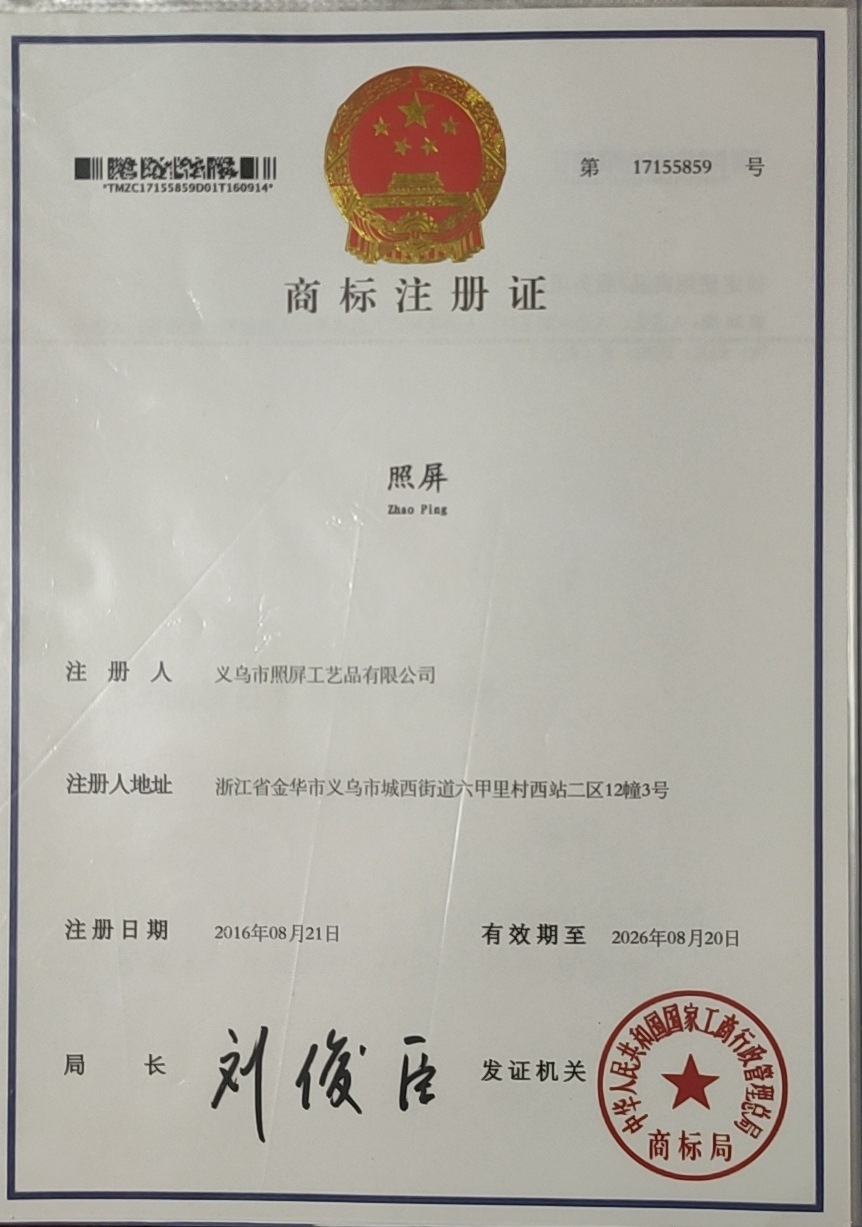 *TMZC17155859D01T160914*
第 17155859 号
商标注册证
照屏
Zhao Ping
注册人 义乌市照屏工艺品有限公司
注册人地址 浙江省金华市义乌市城西街道六甲里村西站二区12幢3号
注册日期 2016年08月21日 有效期至 2026年08月20日
局长 刘俊臣 发证机关
中华人民共和国国家工商行政管理总局
商标局